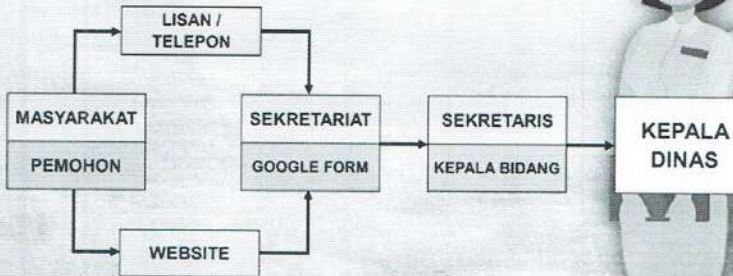 LISAN /
TELEPON
MASYARAKAT
PEMOHON
SEKRETARIAT
GOOGLE FORM
SEKRETARIS
KEPALA BIDANG
KEPALA
DINAS
WEBSITE